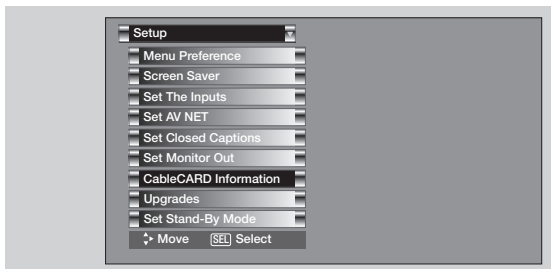 Setup
Menu Preference
Screen Saver
Set The Inputs
Set AV NET
Set Closed Captions
Set Monitor Out
CableCARD Information
Upgrades
Set Stand-By Mode
Move SEL Select